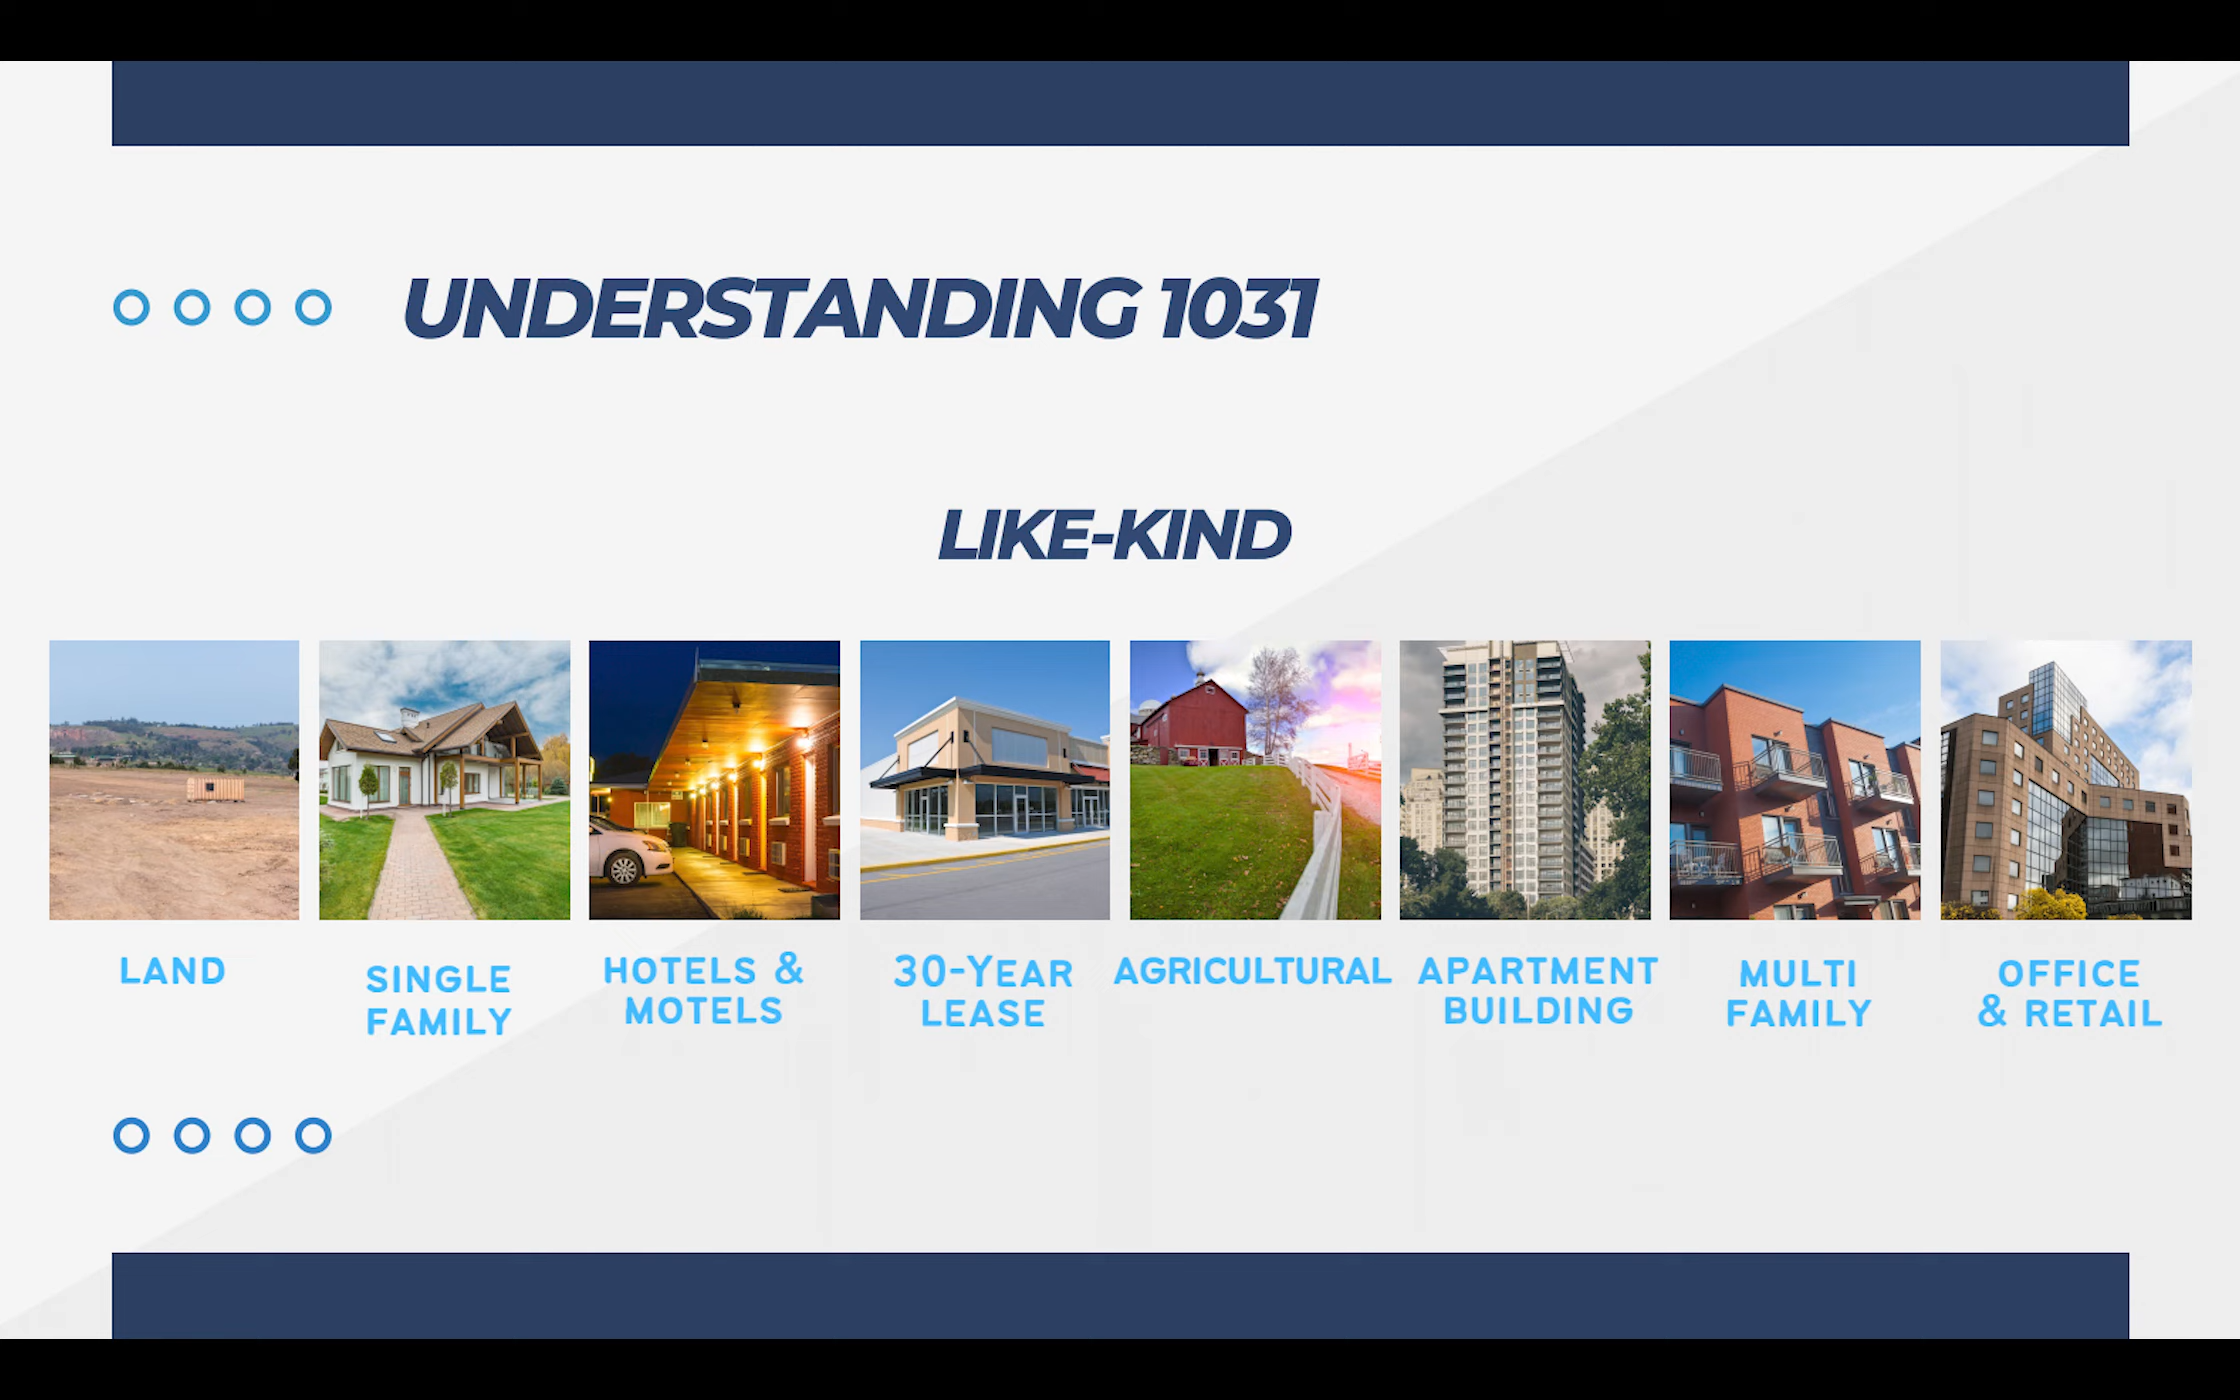 UNDERSTANDING 1031
LIKE-KIND
LAND
SINGLE
FAMILY
HOTELS &
MOTELS
30-YEAR
LEASE
AGRICULTURAL
APARTMENT
BUILDING
MULTI
FAMILY
OFFICE
& RETAIL